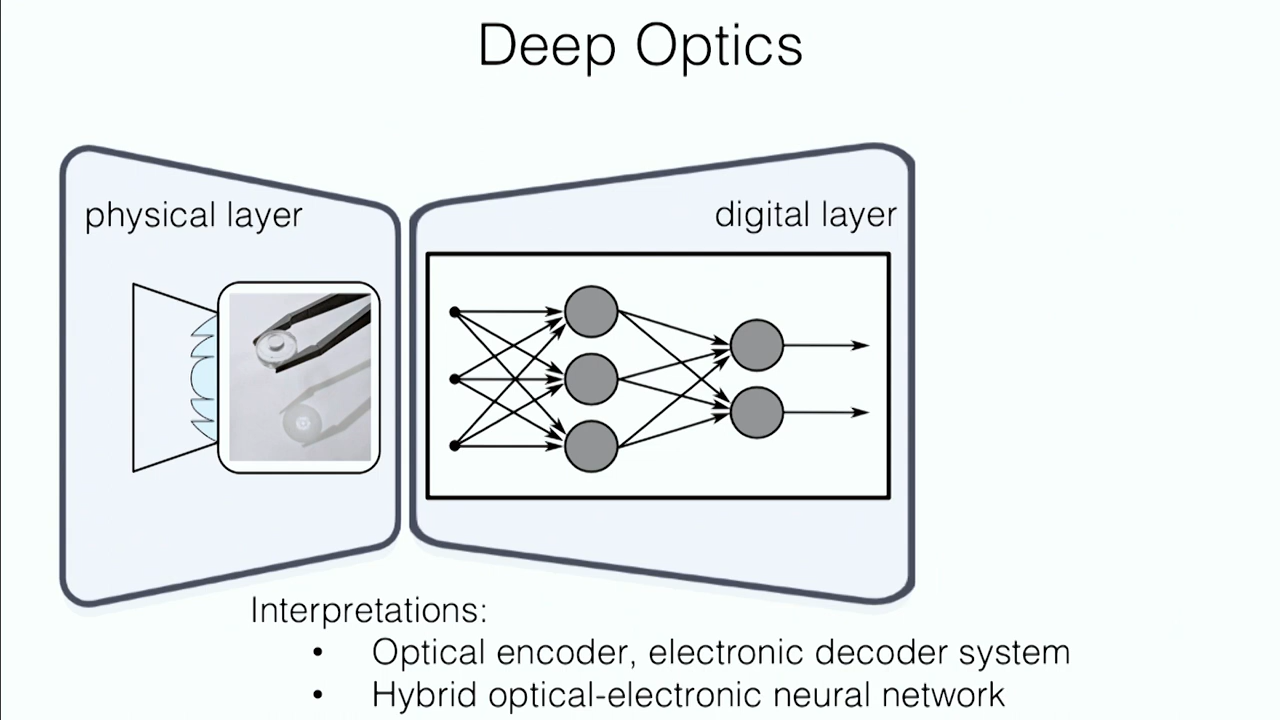 Deep Optics
physical layer
digital layer
Interpretations:
• Optical encoder, electronic decoder system
• Hybrid optical-electronic neural network